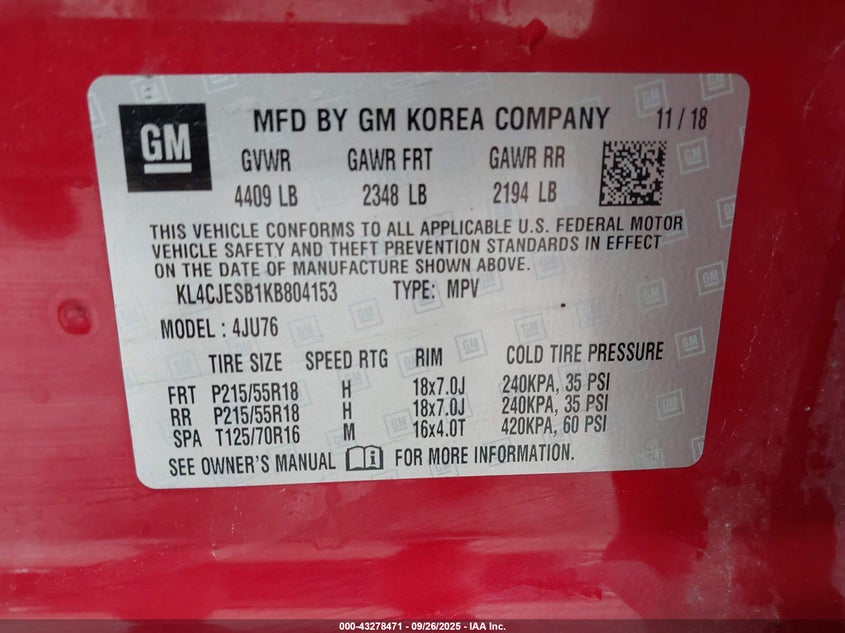 GM MFD BY GM KOREA COMPANY 11/18
GVWR GAWR FRT GAWR RR
4409 LB 2348 LB 2194 LB
THIS VEHICLE CONFORMS TO ALL APPLICABLE U.S. FEDERAL MOTOR
VEHICLE SAFETY AND THEFT PREVENTION STANDARDS IN EFFECT
ON THE DATE OF MANUFACTURE SHOWN ABOVE.
KL4CJESB1KB804153 TYPE: MPV
MODEL: 4JU76
TIRE SIZE SPEED RTG RIM COLD TIRE PRESSURE
FRT P215/55R18 H 18x7.0J 240KPA, 35 PSI
RR P215/55R18 H 18x7.0J 240KPA, 35 PSI
SPA T125/70R16 M 16x4.0T 420KPA, 60 PSI
SEE OWNER'S MANUAL FOR MORE INFORMATION.
000-43278471 - 09/26/2025 - IAA Inc.